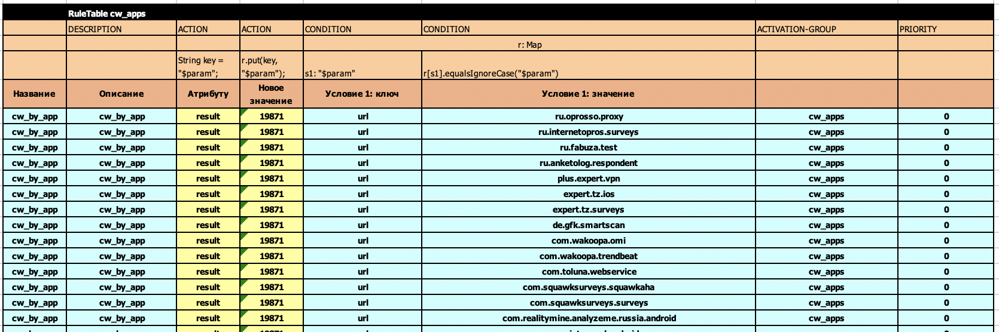 RuleTable cw_apps
DESCRIPTION ACTION ACTION CONDITION CONDITION ACTIVATION-GROUP PRIORITY
r: Map
String key = "$param"; r.put(key, "$param"); s1: "$param" r[s1].equalsIgnoreCase("$param")
Название Описание Атрибуту Новое значение Условие 1: ключ Условие 1: значение
cw_by_app cw_by_app result 19871 url ru.oprosso.proxy cw_apps 0
cw_by_app cw_by_app result 19871 url ru.internetopros.surveys cw_apps 0
cw_by_app cw_by_app result 19871 url ru.fabuza.test cw_apps 0
cw_by_app cw_by_app result 19871 url ru.anketolog.respondent cw_apps 0
cw_by_app cw_by_app result 19871 url plus.expert.vpn cw_apps 0
cw_by_app cw_by_app result 19871 url expert.tz.ios cw_apps 0
cw_by_app cw_by_app result 19871 url expert.tz.surveys cw_apps 0
cw_by_app cw_by_app result 19871 url de.gfk.smartscan cw_apps 0
cw_by_app cw_by_app result 19871 url com.wakoopa.omi cw_apps 0
cw_by_app cw_by_app result 19871 url com.wakoopa.trendbeat cw_apps 0
cw_by_app cw_by_app result 19871 url com.toluna.webservice cw_apps 0
cw_by_app cw_by_app result 19871 url com.squawksurveys.squawkaha cw_apps 0
cw_by_app cw_by_app result 19871 url com.squawksurveys.surveys cw_apps 0
cw_by_app cw_by_app result 19871 url com.realitymine.analyzeme.russia.android cw_apps 0